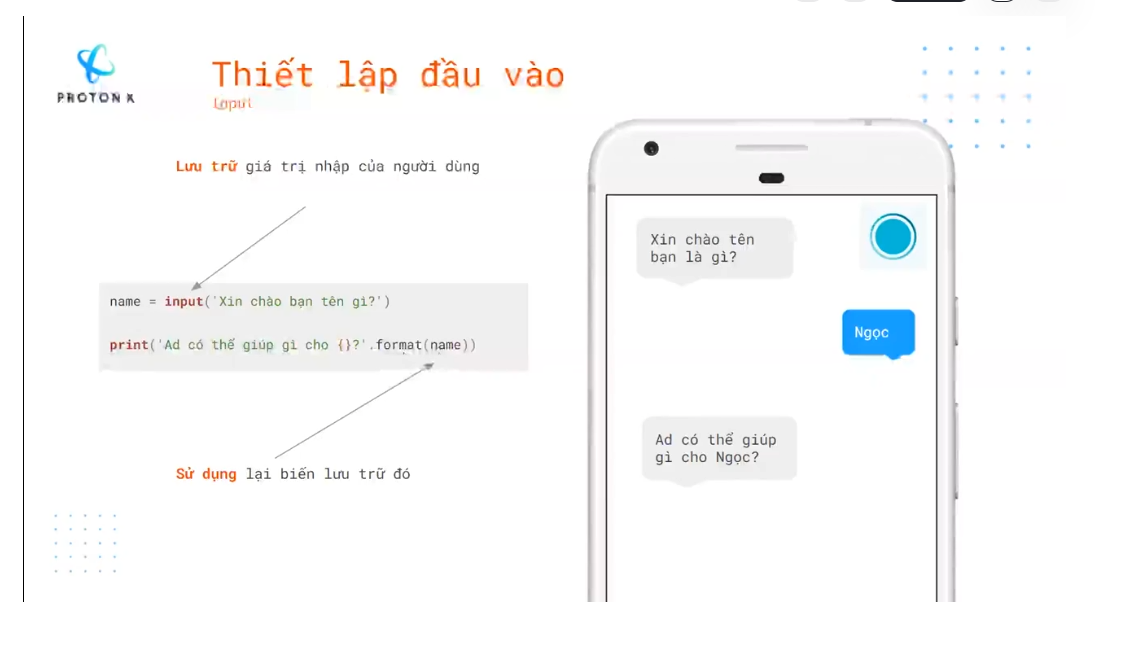 PROTON X
Thiết lập đầu vào
Input
Lưu trữ giá trị nhập của người dùng
name = input('Xin chào bạn tên gì?')
print('Ad có thể giúp gì cho {}?'.format(name))
Sử dụng lại biến lưu trữ đó
Xin chào tên
bạn là gì?
Ngọc
Ad có thể giúp
gì cho Ngọc?